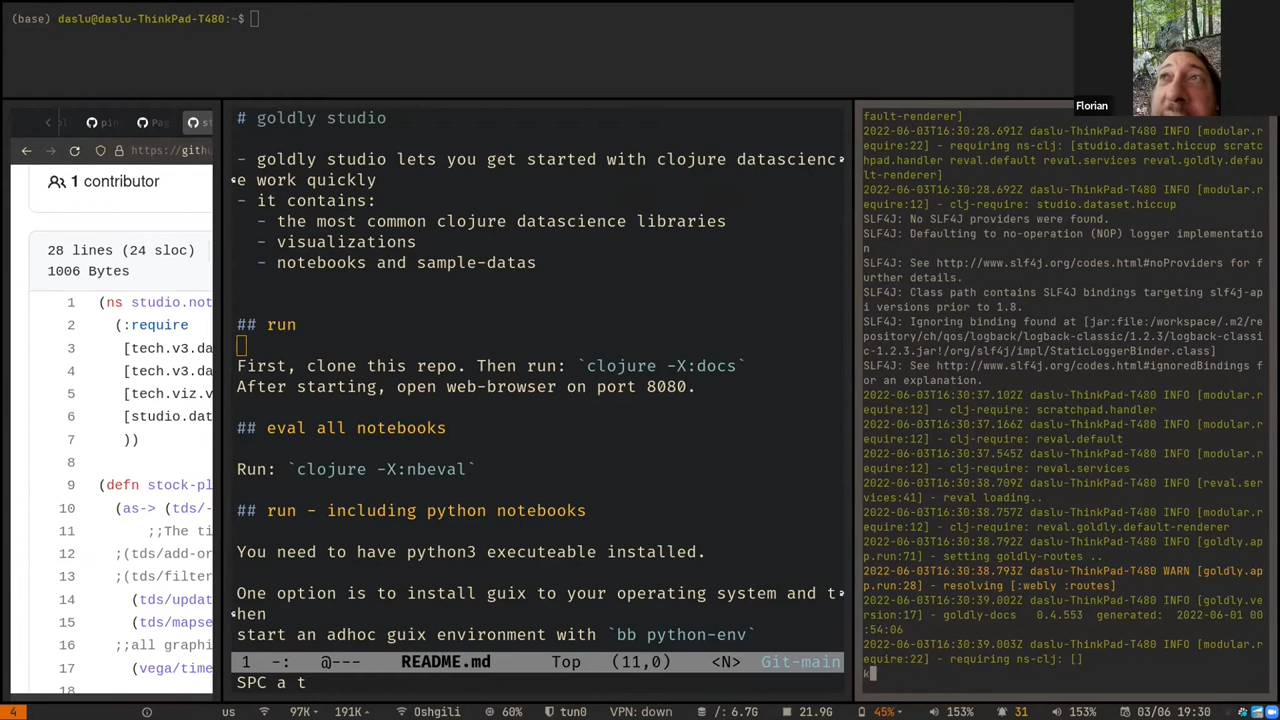 (base) daslu@daslu-ThinkPad-T480:~$
Florian
https://gith
1 contributor
28 lines (24 sloc)
1006 Bytes
1 (ns studio.not
2 (:require
3 [tech.v3.da
4 [tech.v3.da
5 [tech.viz.v
6 [studio.dat
7 ))
8
9 (defn stock-pl
10 (as-> (tds/-
11 ;;The ti
12 ;(tds/add-or
13 ;(tds/filter
14 (tds/updat
15 (tds/mapse
16 ;;all graphi
17 (vega/time
18
# goldly studio
- goldly studio lets you get started with clojure datascienc
e work quickly
- it contains:
- the most common clojure datascience libraries
- visualizations
- notebooks and sample-datas
## run
First, clone this repo. Then run: `clojure -X:docs`
After starting, open web-browser on port 8080.
## eval all notebooks
Run: `clojure -X:nbeval`
## run - including python notebooks
You need to have python3 executeable installed.
One option is to install guix to your operating system and t
hen
start an adhoc guix environment with `bb python-env`
1 -: @--- README.md Top (11,0) <N> Git-main
SPC a t
fault-renderer]
2022-06-03T16:30:28.691Z daslu-ThinkPad-T480 INFO [modular.r
equire:22] - requiring ns-clj: [studio.dataset.hiccup scratc
hpad.handler reval.default reval.services reval.goldly.defau
lt-renderer]
2022-06-03T16:30:28.692Z daslu-ThinkPad-T480 INFO [modular.r
equire:12] - clj-require: studio.dataset.hiccup
SLF4J: No SLF4J providers were found.
SLF4J: Defaulting to no-operation (NOP) logger implementatio
n
SLF4J: See http://www.slf4j.org/codes.html#noProviders for f
urther details.
SLF4J: Class path contains SLF4J bindings targeting slf4j-ap
i versions prior to 1.8.
SLF4J: Ignoring binding found at [jar:file:/workspace/.m2/re
pository/ch/qos/logback/logback-classic/1.2.3/logback-classi
c-1.2.3.jar!/org/slf4j/impl/StaticLoggerBinder.class]
SLF4J: See http://www.slf4j.org/codes.html#ignoredBindings f
or an explanation.
2022-06-03T16:30:37.102Z daslu-ThinkPad-T480 INFO [modular.r
equire:12] - clj-require: scratchpad.handler
2022-06-03T16:30:37.166Z daslu-ThinkPad-T480 INFO [modular.r
equire:12] - clj-require: reval.default
2022-06-03T16:30:37.545Z daslu-ThinkPad-T480 INFO [modular.r
equire:12] - clj-require: reval.services
2022-06-03T16:30:38.709Z daslu-ThinkPad-T480 INFO [reval.ser
vices:41] - reval loading..
2022-06-03T16:30:38.757Z daslu-ThinkPad-T480 INFO [modular.r
equire:12] - clj-require: reval.goldly.default-renderer
2022-06-03T16:30:38.792Z daslu-ThinkPad-T480 INFO [goldly.ap
p.run:71] - setting goldly-routes ..
2022-06-03T16:30:38.793Z daslu-ThinkPad-T480 WARN [goldly.ap
p.run:28] - resolving [:webly :routes]
2022-06-03T16:30:39.002Z daslu-ThinkPad-T480 INFO [goldly.ve
rsion:17] - goldly-docs 0.4.553 generated: 2022-06-01 00
:54:06
2022-06-03T16:30:39.003Z daslu-ThinkPad-T480 INFO [modular.r
equire:22] - requiring ns-clj: []
k
4 us 97K 191K Oshgili 60% tun0 VPN: down /: 6.7G 21.9G 45% 153% 31 153% 03/06 19:30